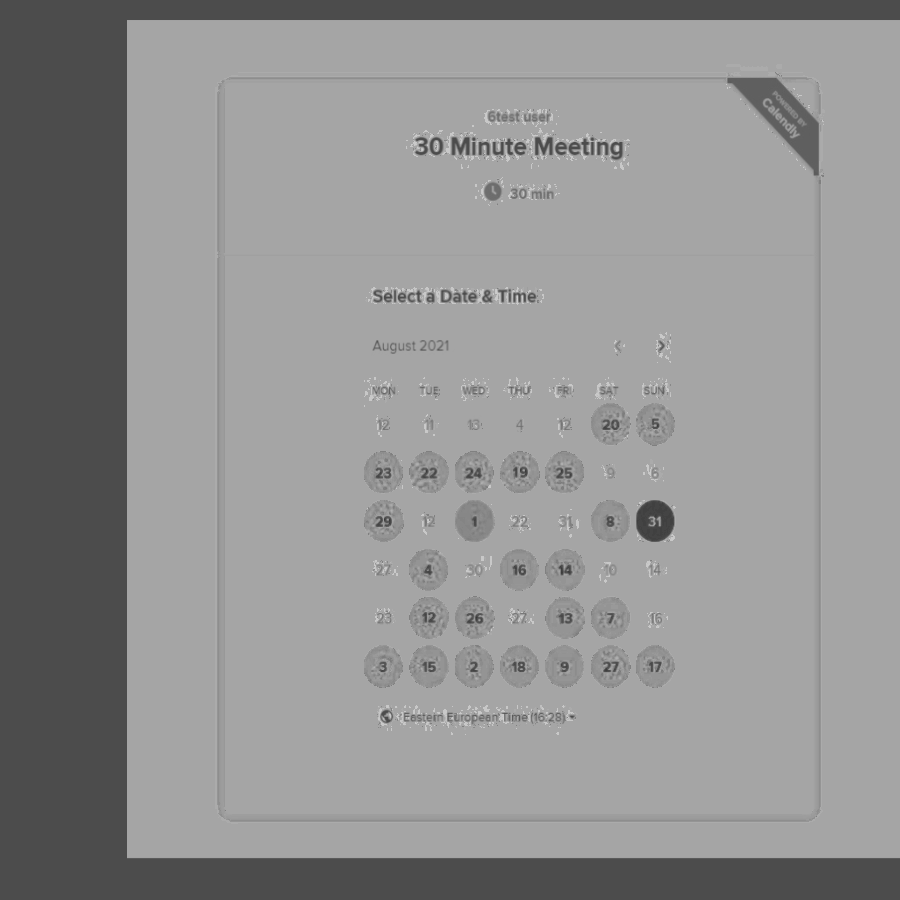 POWERED BY
Calendly
6test user
30 Minute Meeting
30 min
Select a Date & Time
August 2021
MON TUE WED THU FRI SAT SUN
12 11 13 4 12 20 5
23 22 24 19 25 9 6
29 12 1 22 31 8 31
27 4 30 16 14 10 14
23 12 26 27 13 7 16
3 15 2 18 9 27 17
Eastern European Time (16:28)